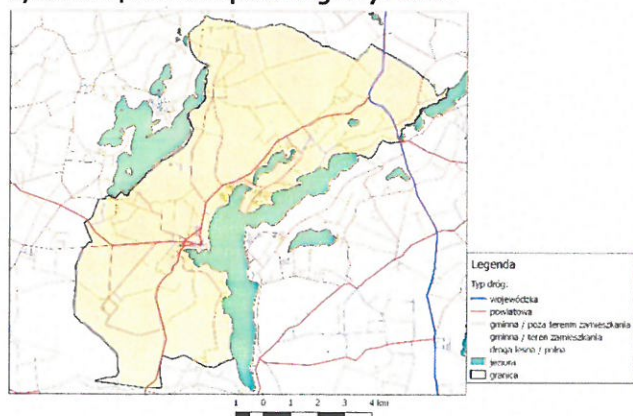 Legenda
Typ dróg.
wojewódzka
powiatowa
gminna / poza terenem zamieszkania
gminna / teren zamieszkania
droga leśna / polna
jeziora
granica
1 0 1 2 3 4 km